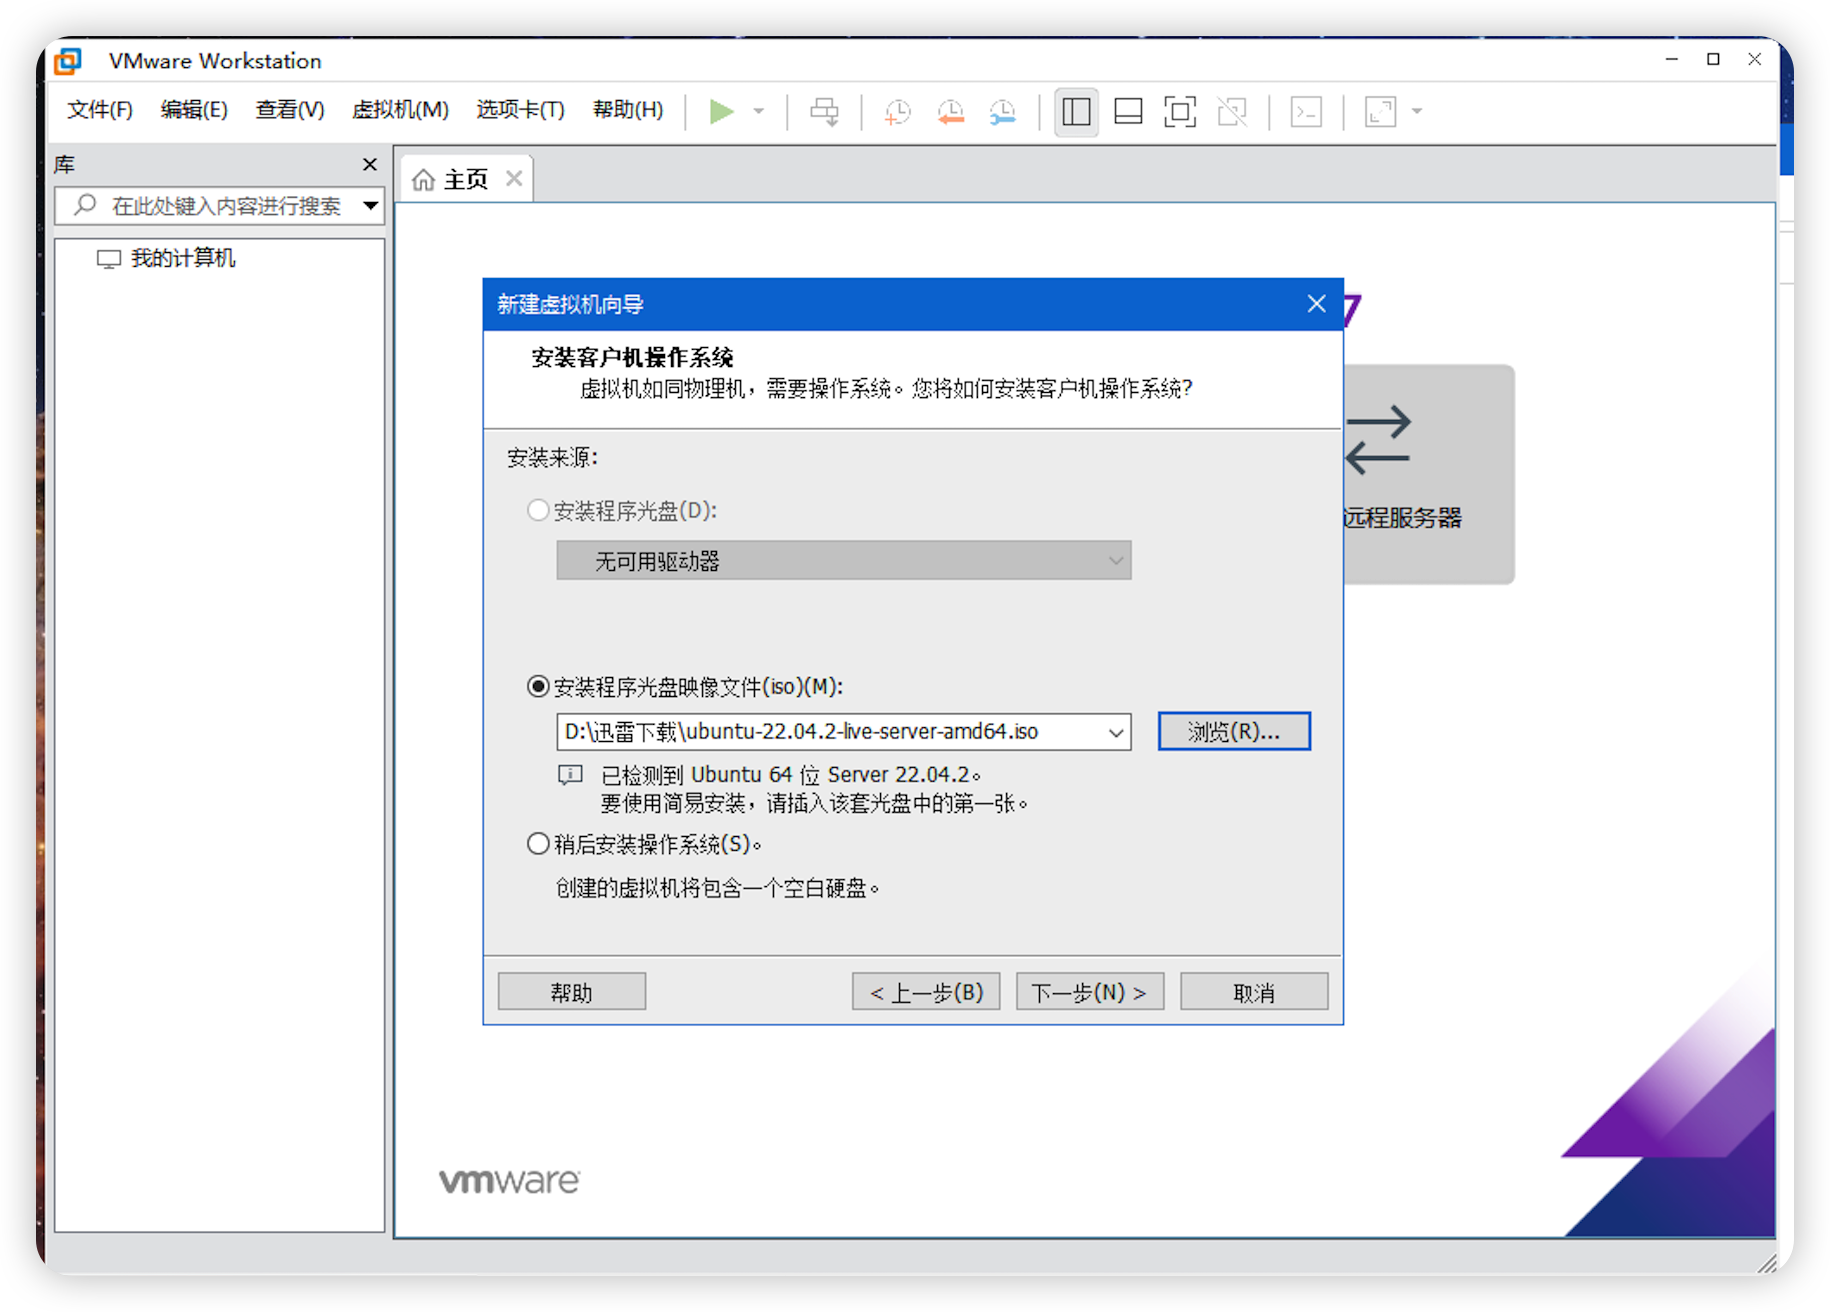 VMware Workstation
文件(F) 编辑(E) 查看(V) 虚拟机(M) 选项卡(T) 帮助(H)
库
主页
在此处键入内容进行搜索
我的计算机
新建虚拟机向导
7
安装客户机操作系统
虚拟机如同物理机，需要操作系统。您将如何安装客户机操作系统?
安装来源:
安装程序光盘(D):
远程服务器
无可用驱动器
安装程序光盘映像文件(iso)(M):
D:\迅雷下载\ubuntu-22.04.2-live-server-amd64.iso
浏览(R)...
已检测到 Ubuntu 64 位 Server 22.04.2。
要使用简易安装，请插入该套光盘中的第一张。
稍后安装操作系统(S)。
创建的虚拟机将包含一个空白硬盘。
帮助 < 上一步(B) 下一步(N) > 取消
vmware